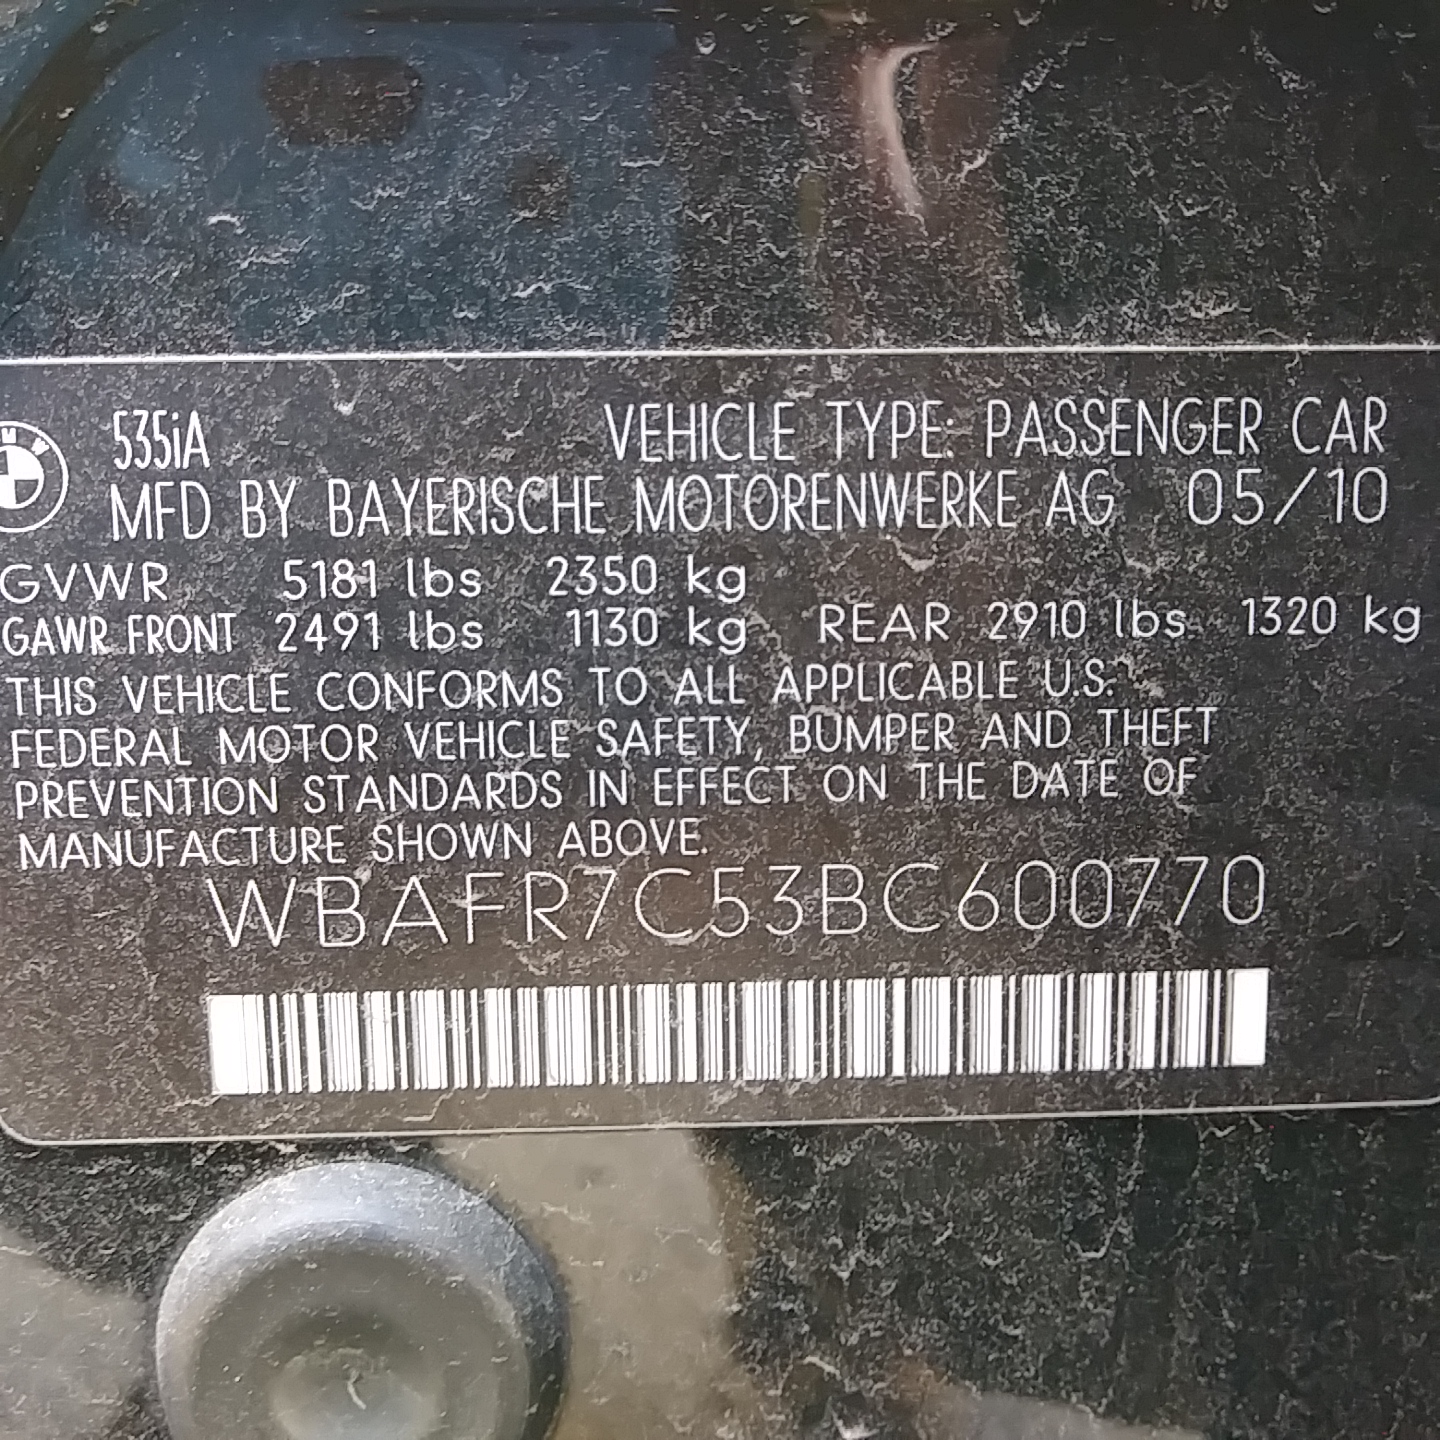 BMW
535iA VEHICLE TYPE: PASSENGER CAR
MFD BY BAYERISCHE MOTORENWERKE AG 05/10
GVWR 5181 lbs 2350 kg
GAWR FRONT 2491 lbs 1130 kg REAR 2910 lbs 1320 kg
THIS VEHICLE CONFORMS TO ALL APPLICABLE U.S.
FEDERAL MOTOR VEHICLE SAFETY, BUMPER AND THEFT
PREVENTION STANDARDS IN EFFECT ON THE DATE OF
MANUFACTURE SHOWN ABOVE.
WBAFR7C53BC600770